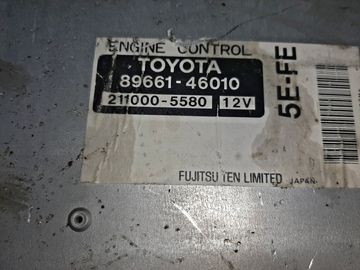 ENGINE CONTROL
TOYOTA
89661-46010
211000-5580 12V
5E-FE
FUJITSU TEN LIMITED JAPAN